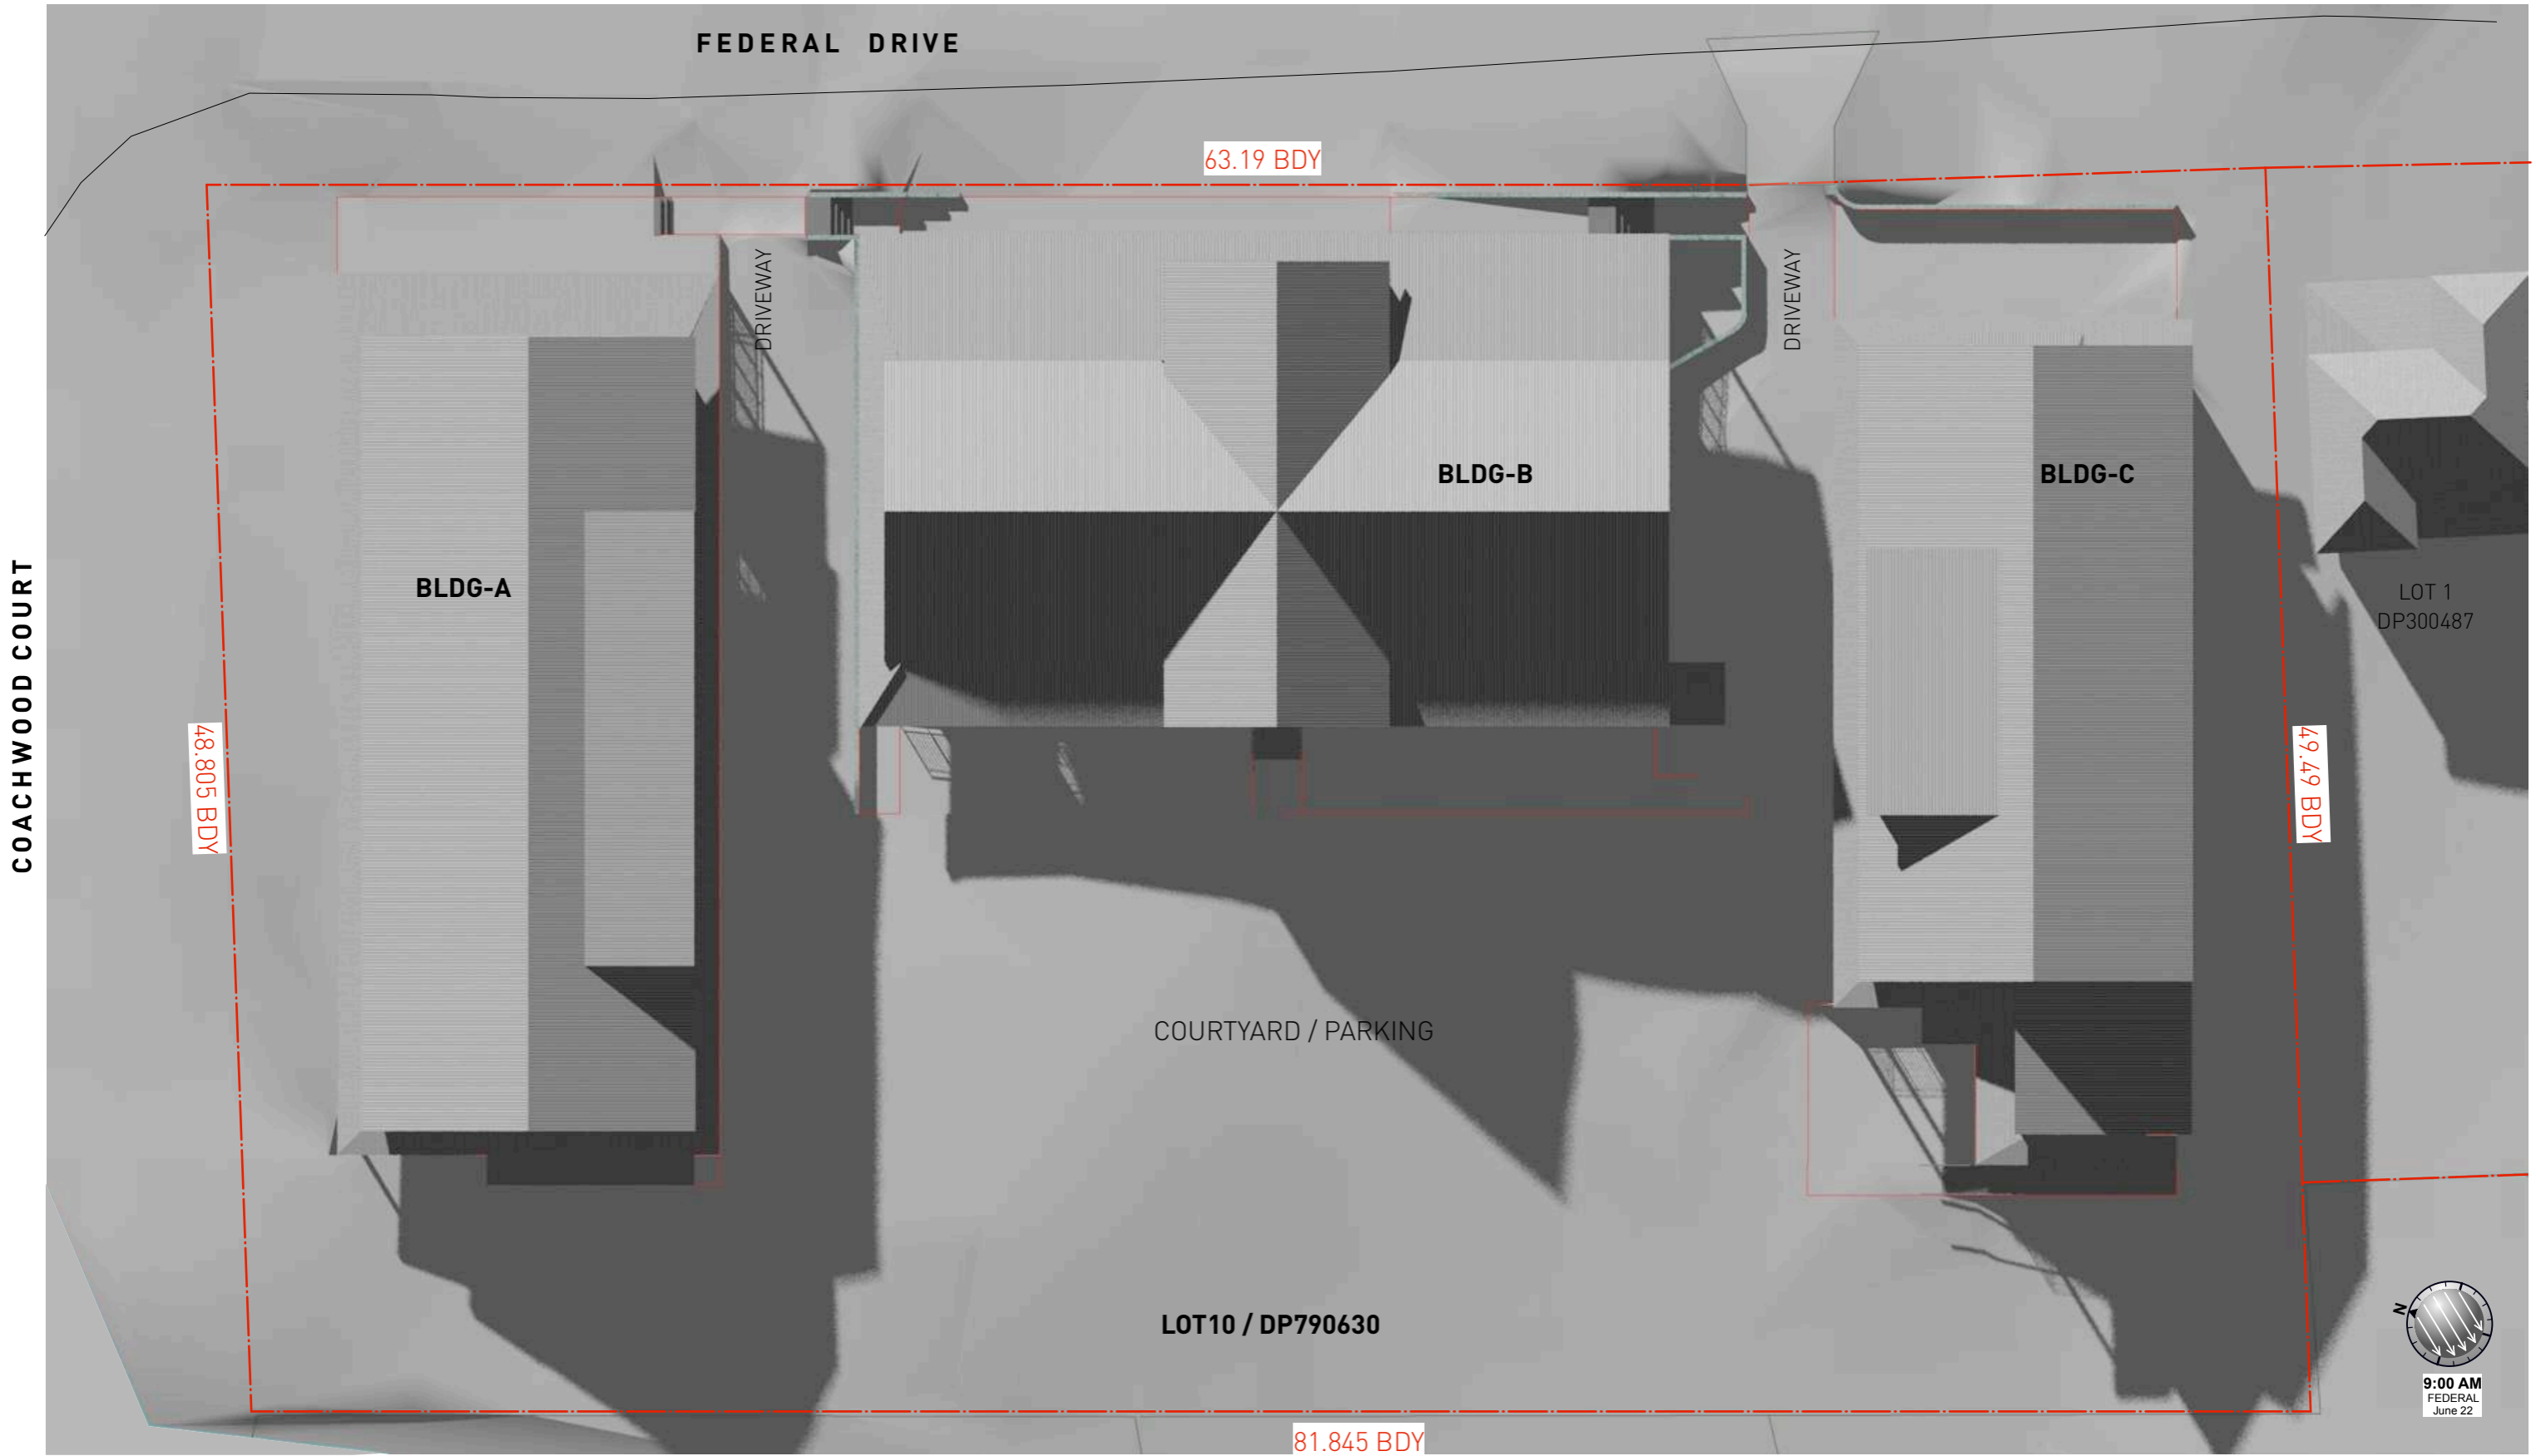 FEDERAL DRIVE
63.19 BDY
DRIVEWAY
DRIVEWAY
BLDG-B
BLDG-C
BLDG-A
COACHWOOD COURT
LOT 1
DP300487
48.805 BDY
49.49 BDY
COURTYARD / PARKING
LOT10 / DP790630
N
9:00 AM
FEDERAL
June 22
81.845 BDY